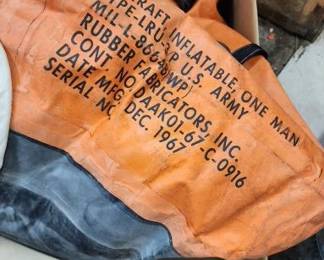 RAFT, INFLATABLE, ONE MAN
TYPE-LRU-3/P U.S. ARMY
(WP)
RUBBER FABRICATORS, INC.
CONT. NO DAAK01-67-C-0916
DATE MFG. DEC. 1967
SERIAL NO.